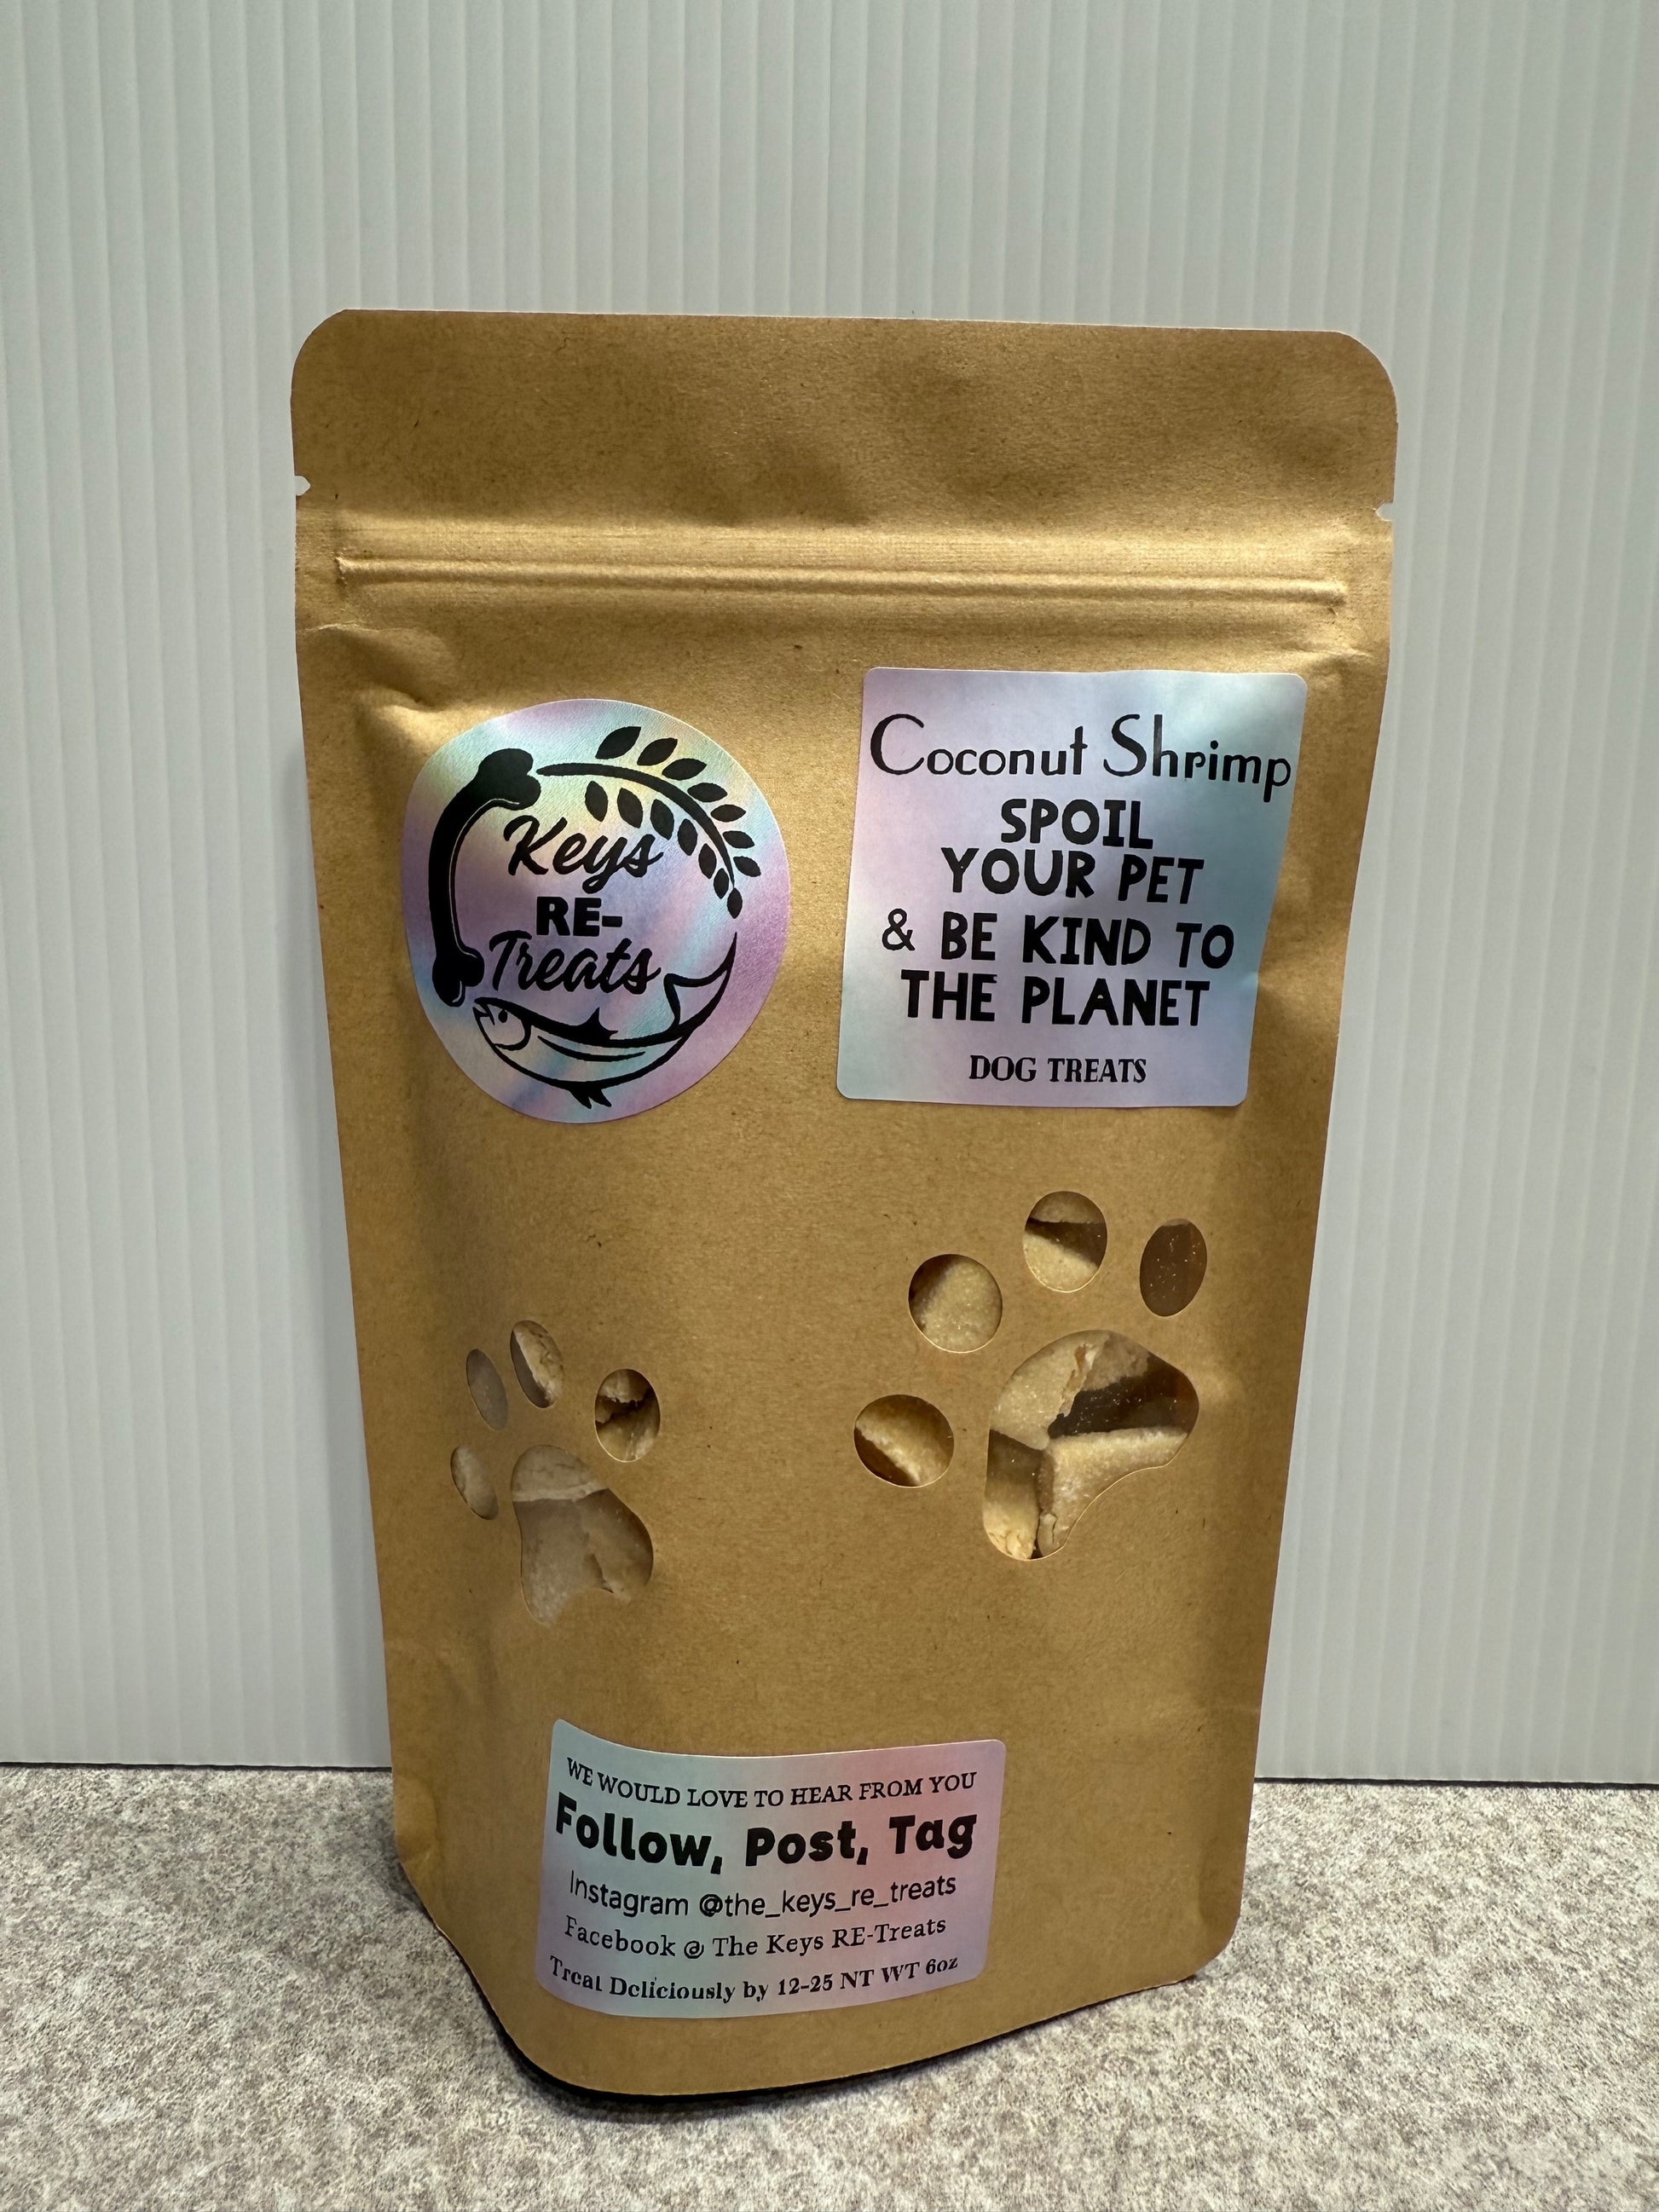 Keys
RE-
Treats
Coconut Shrimp
SPOIL
YOUR PET
& BE KIND TO
THE PLANET
DOG TREATS
WE WOULD LOVE TO HEAR FROM YOU
Follow, Post, Tag
Instagram @the_keys_re_treats
Facebook @ The Keys RE-Treats
Treat Deliciously by 12-25 NT WT 6oz